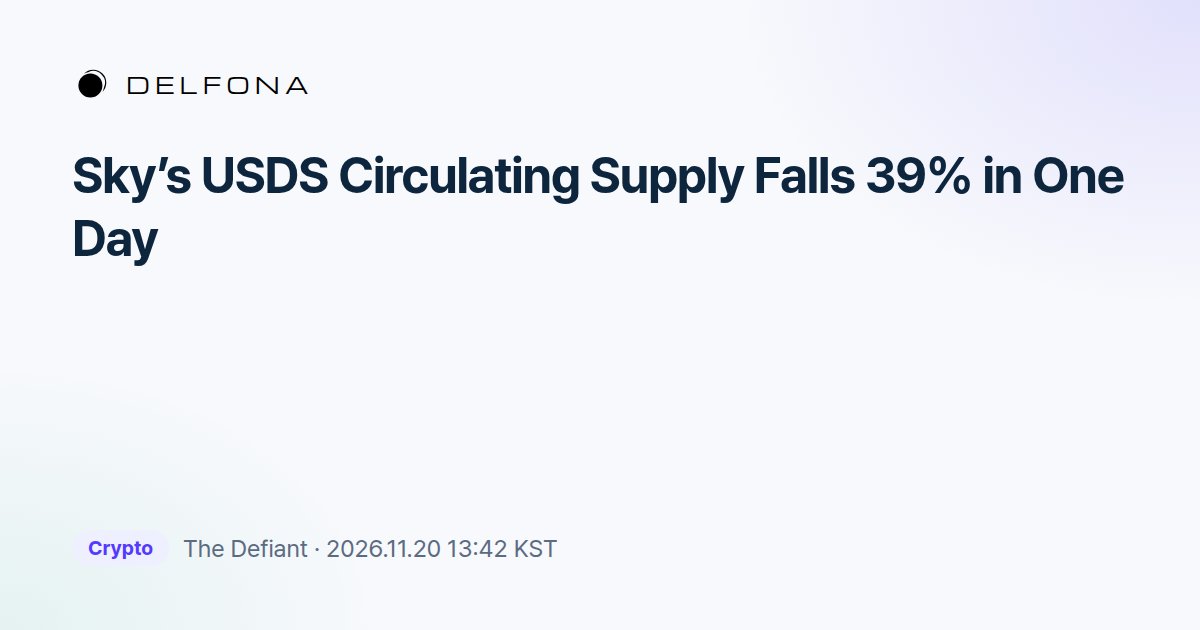 DELFONA
Sky’s USDS Circulating Supply Falls 39% in One
Day
Crypto
The Defiant · 2026.11.20 13:42 KST